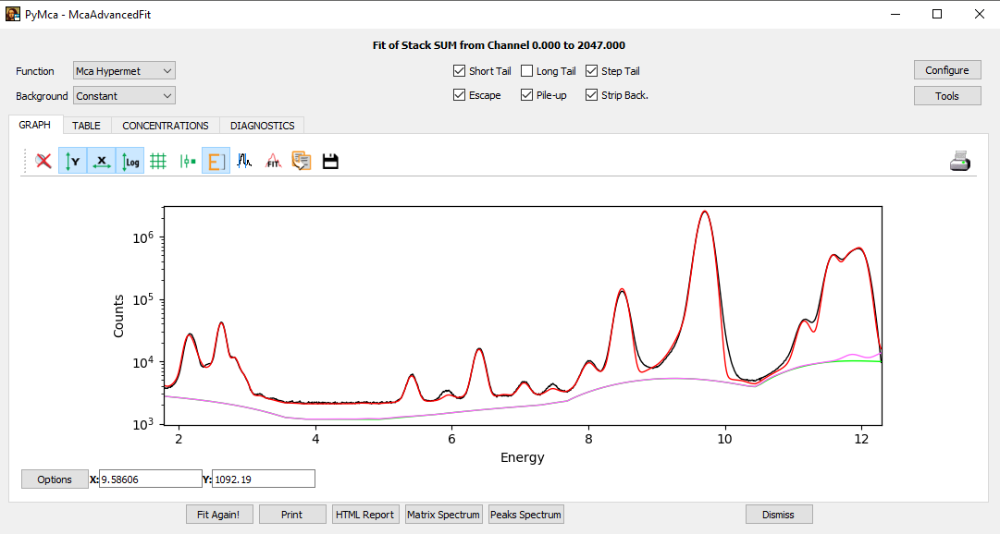 PyMca - McaAdvancedFit
Fit of Stack SUM from Channel 0.000 to 2047.000
Function Mca Hypermet Short Tail Long Tail Step Tail Configure
Background Constant Escape Pile-up Strip Back. Tools
GRAPH TABLE CONCENTRATIONS DIAGNOSTICS
Y X Log E FIT
10^6
10^5
10^4
10^3
Counts
2 4 6 8 10 12
Energy
Options X: 9.58606 Y: 1092.19
Fit Again! Print HTML Report Matrix Spectrum Peaks Spectrum Dismiss